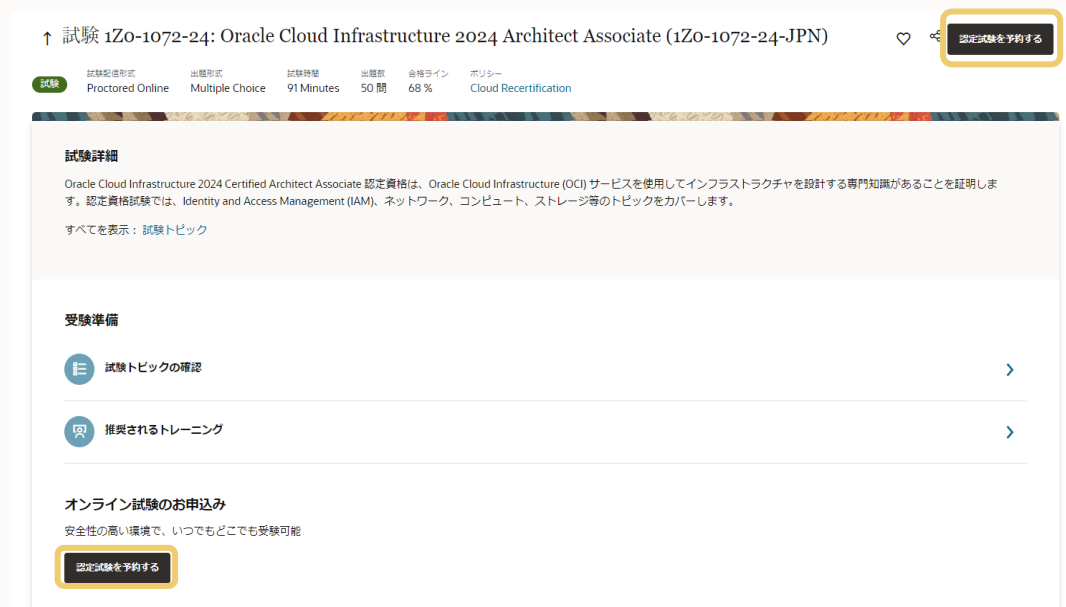 ↑ 試験 1Z0-1072-24: Oracle Cloud Infrastructure 2024 Architect Associate (1Z0-1072-24-JPN)
認定試験を予約する
試験
試験配信形式
Proctored Online
出題形式
Multiple Choice
試験時間
91 Minutes
出題数
50 問
合格ライン
68 %
ポリシー
Cloud Recertification
試験詳細
Oracle Cloud Infrastructure 2024 Certified Architect Associate 認定資格は、Oracle Cloud Infrastructure (OCI) サービスを使用してインフラストラクチャを設計する専門知識があることを証明しま
す。認定資格試験では、Identity and Access Management (IAM)、ネットワーク、コンピュート、ストレージ等のトピックをカバーします。
すべてを表示： 試験トピック
受験準備
試験トピックの確認
推奨されるトレーニング
オンライン試験のお申込み
安全性の高い環境で、いつでもどこでも受験可能
認定試験を予約する